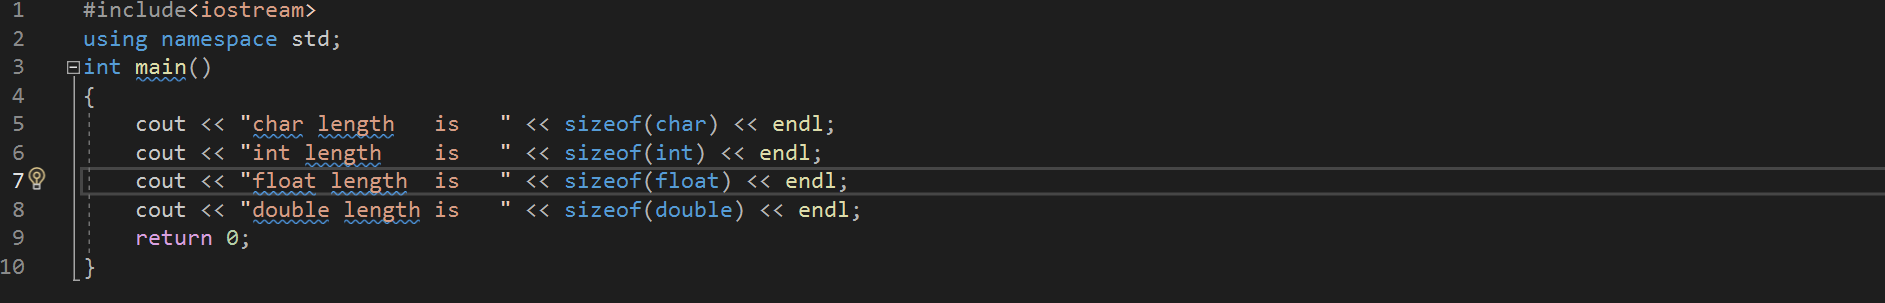 1 #include<iostream>
2 using namespace std;
3 int main()
4 {
5 cout << "char length   is   " << sizeof(char) << endl;
6 cout << "int length    is   " << sizeof(int) << endl;
7 cout << "float length  is   " << sizeof(float) << endl;
8 cout << "double length is   " << sizeof(double) << endl;
9 return 0;
10 }